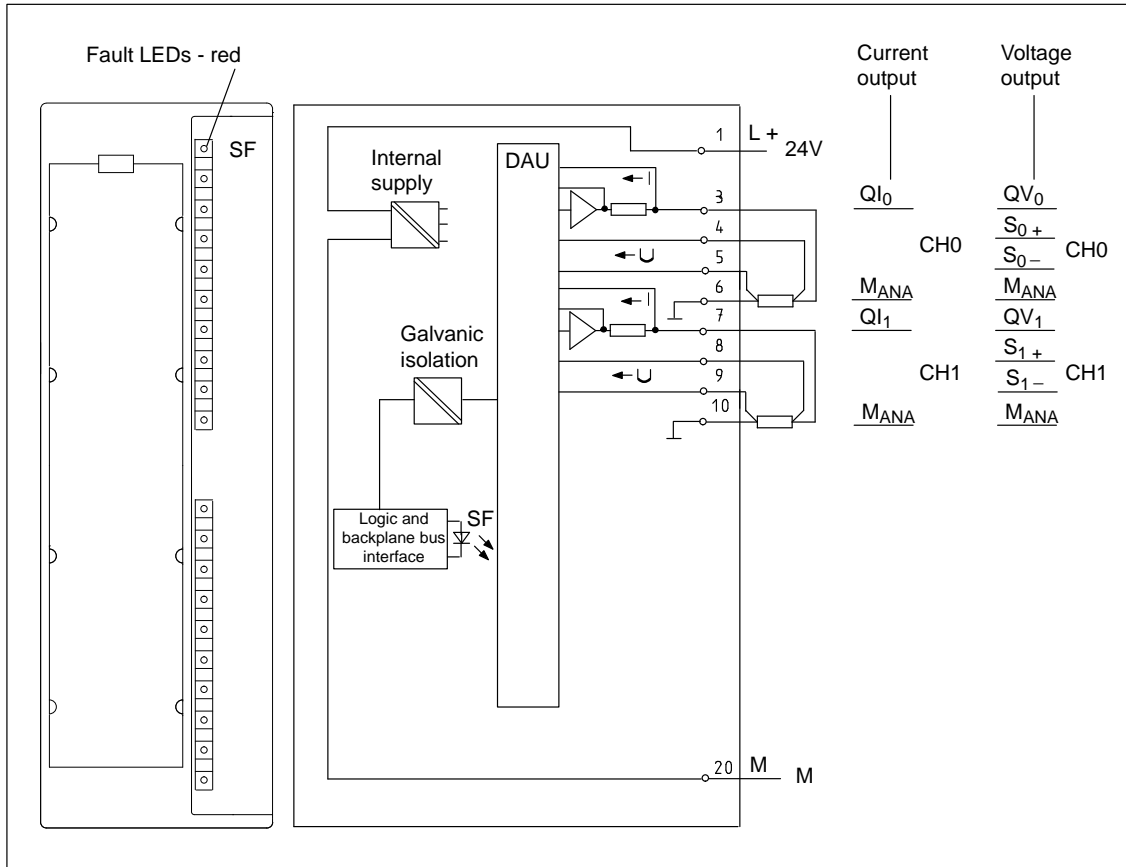 Fault LEDs - red
SF
Internal
supply
Galvanic
isolation
Logic and
backplane bus
interface
SF
DAU
I
U
I
U
1 L +
24V
3
4
5
6
7
8
9
10
20 M
M
Current
output
QI0
CH0
MANA
QI1
CH1
MANA
Voltage
output
QV0
S0 +
CH0
S0 –
MANA
QV1
S1 +
CH1
S1 –
MANA